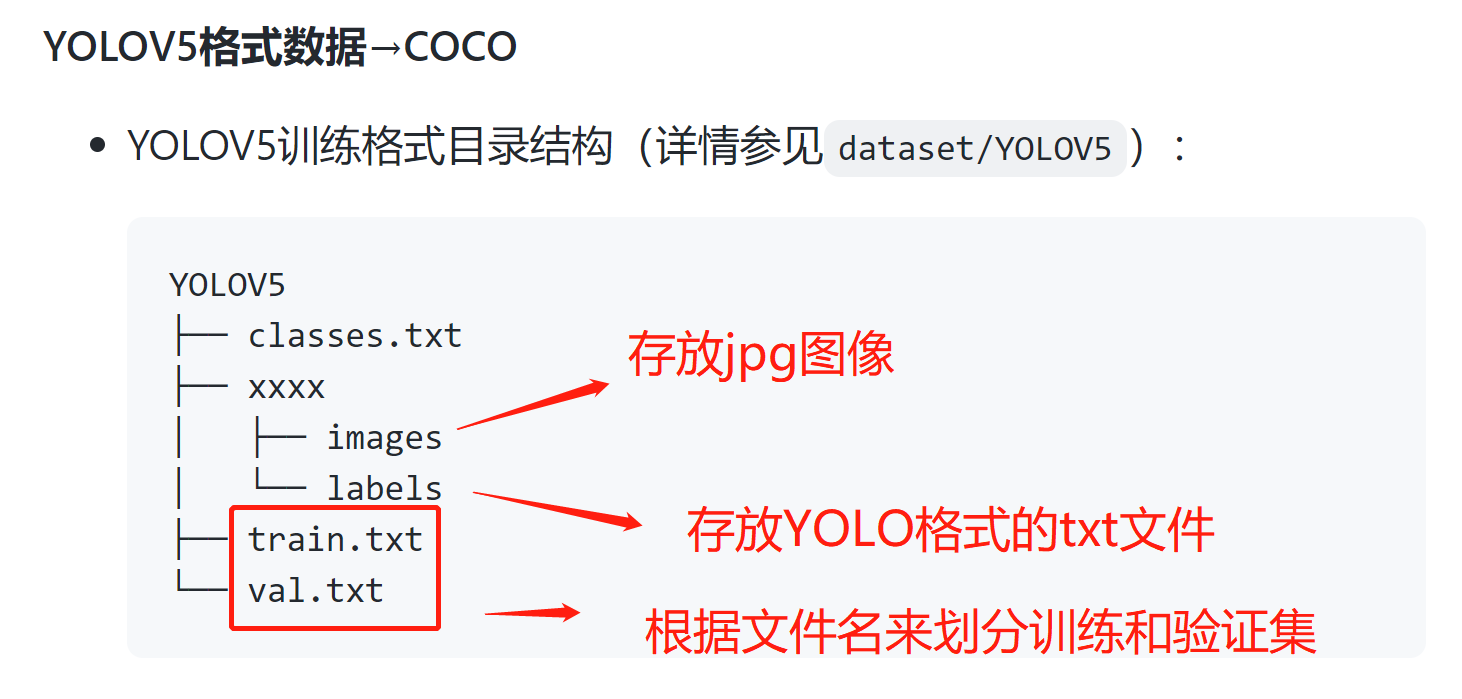 YOLOV5格式数据→COCO
• YOLOV5训练格式目录结构（详情参见 dataset/YOLOV5 ）：
YOLOV5
├── classes.txt
├── xxxx
│   ├── images
│   └── labels
├── train.txt
└── val.txt
存放jpg图像
存放YOLO格式的txt文件
根据文件名来划分训练和验证集